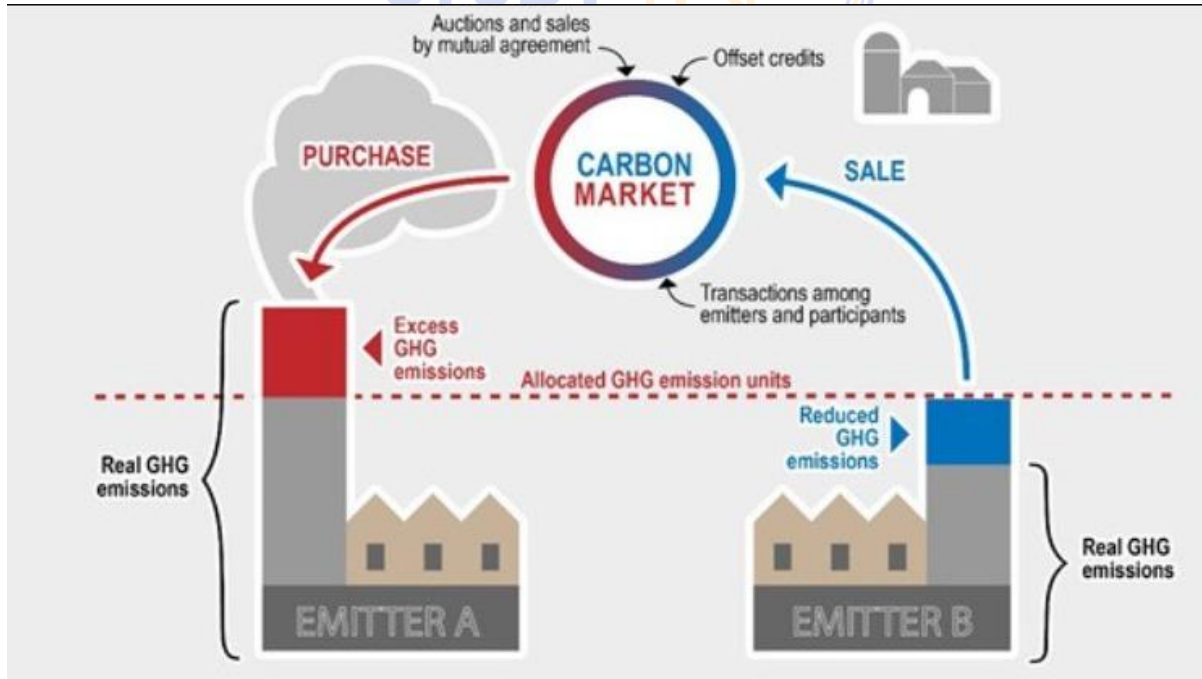 Auctions and sales
by mutual agreement
Offset credits
PURCHASE
CARBON
MARKET
SALE
Transactions among
emitters and participants
Excess
GHG
emissions
Allocated GHG emission units
Reduced
GHG
emissions
Real GHG
emissions
Real GHG
emissions
EMITTER A
EMITTER B